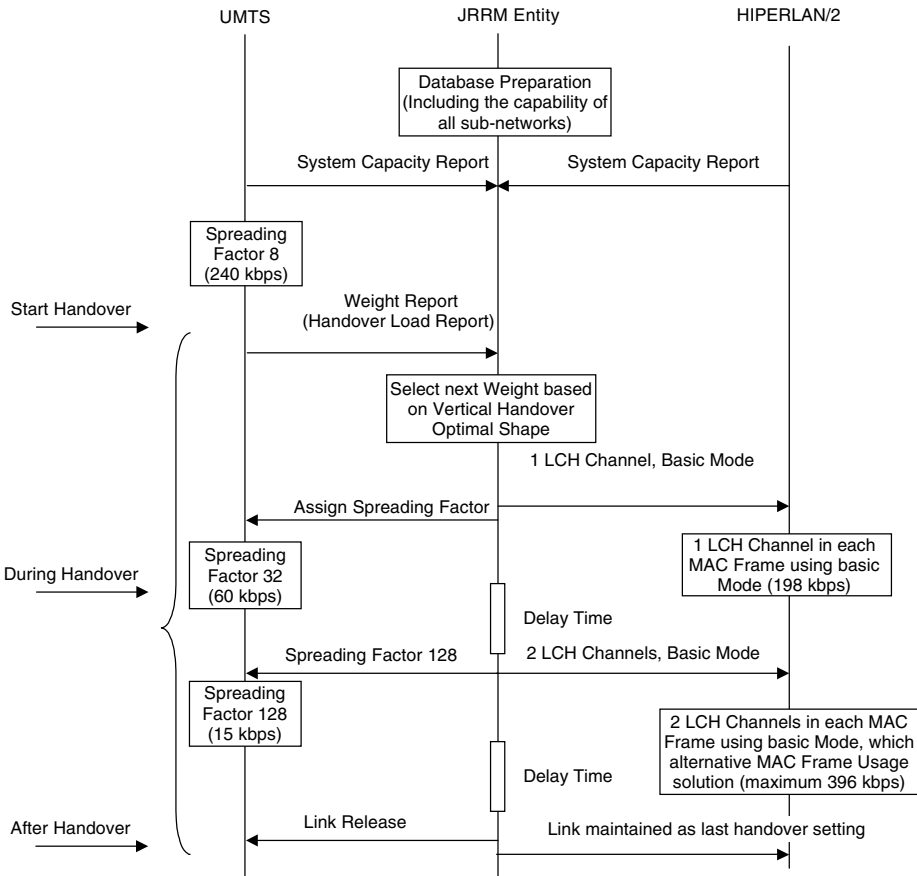 UMTS
JRRM Entity
HIPERLAN/2
Database Preparation
(Including the capability of
all sub-networks)
System Capacity Report
System Capacity Report
Spreading
Factor 8
(240 kbps)
Start Handover
Weight Report
(Handover Load Report)
Select next Weight based
on Vertical Handover
Optimal Shape
1 LCH Channel, Basic Mode
Assign Spreading Factor
During Handover
Spreading
Factor 32
(60 kbps)
1 LCH Channel in each
MAC Frame using basic
Mode (198 kbps)
Delay Time
Spreading Factor 128
2 LCH Channels, Basic Mode
Spreading
Factor 128
(15 kbps)
2 LCH Channels in each MAC
Frame using basic Mode, which
alternative MAC Frame Usage
solution (maximum 396 kbps)
Delay Time
After Handover
Link Release
Link maintained as last handover setting